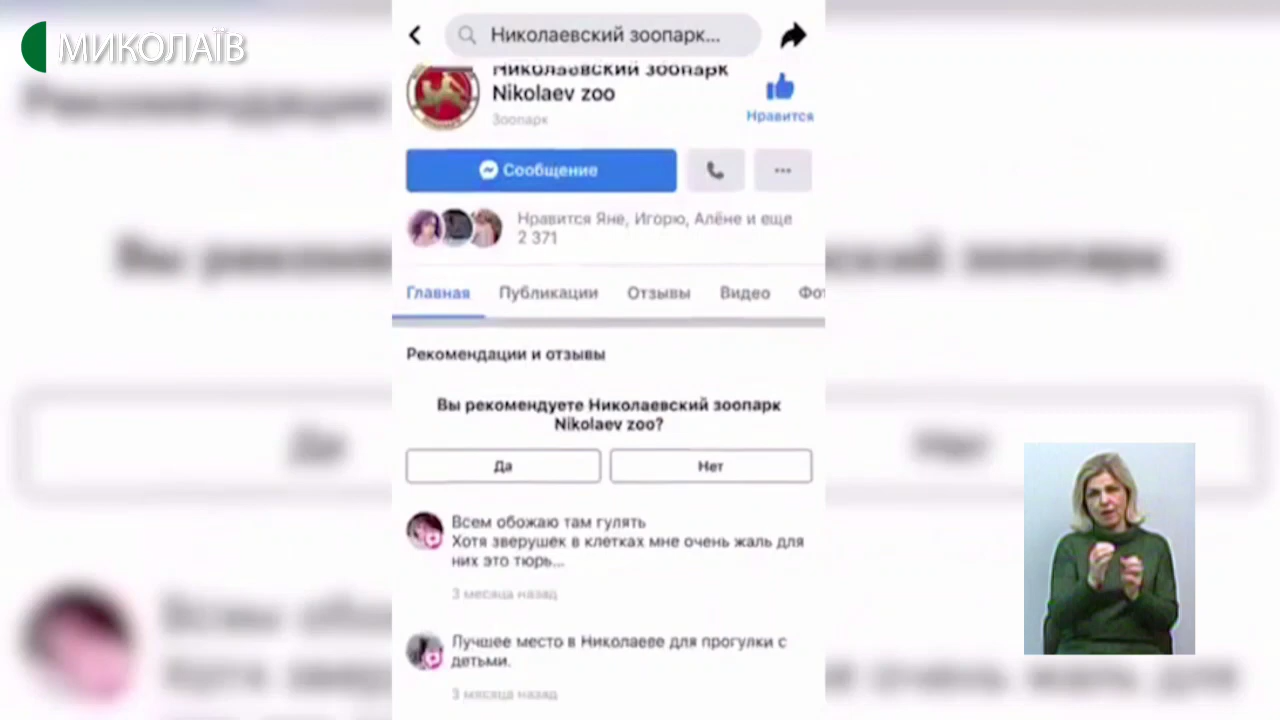 МИКОЛАЇВ
Николаевский зоопарк...
Николаевский зоопарк
Nikolaev zoo
Зоопарк
Нравится
Сообщение
Нравится Яне, Игорю, Алёне и еще
2 371
Главная Публикации Отзывы Видео Фот
Рекомендации и отзывы
Вы рекомендуете Николаевский зоопарк
Nikolaev zoo?
Да Нет
Всем обожаю там гулять
Хотя зверушек в клетках мне очень жаль для
них это тюрь...
3 месяца назад
Лучшее место в Николаеве для прогулки с
детьми.
3 месяца назад